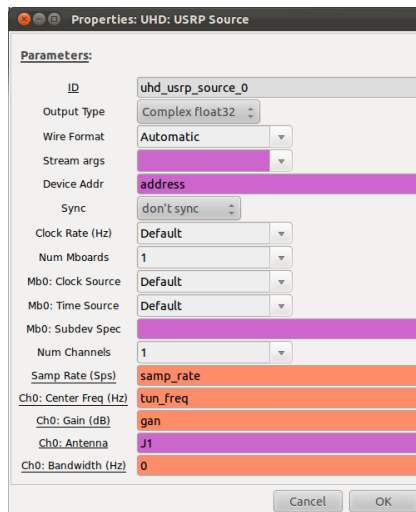 Properties: UHD: USRP Source
Parameters:
ID uhd_usrp_source_0
Output Type Complex float32
Wire Format Automatic
Stream args
Device Addr address
Sync don't sync
Clock Rate (Hz) Default
Num Mboards 1
Mb0: Clock Source Default
Mb0: Time Source Default
Mb0: Subdev Spec
Num Channels 1
Samp Rate (Sps) samp_rate
Ch0: Center Freq (Hz) tun_freq
Ch0: Gain (dB) gan
Ch0: Antenna J1
Ch0: Bandwidth (Hz) 0
Cancel OK